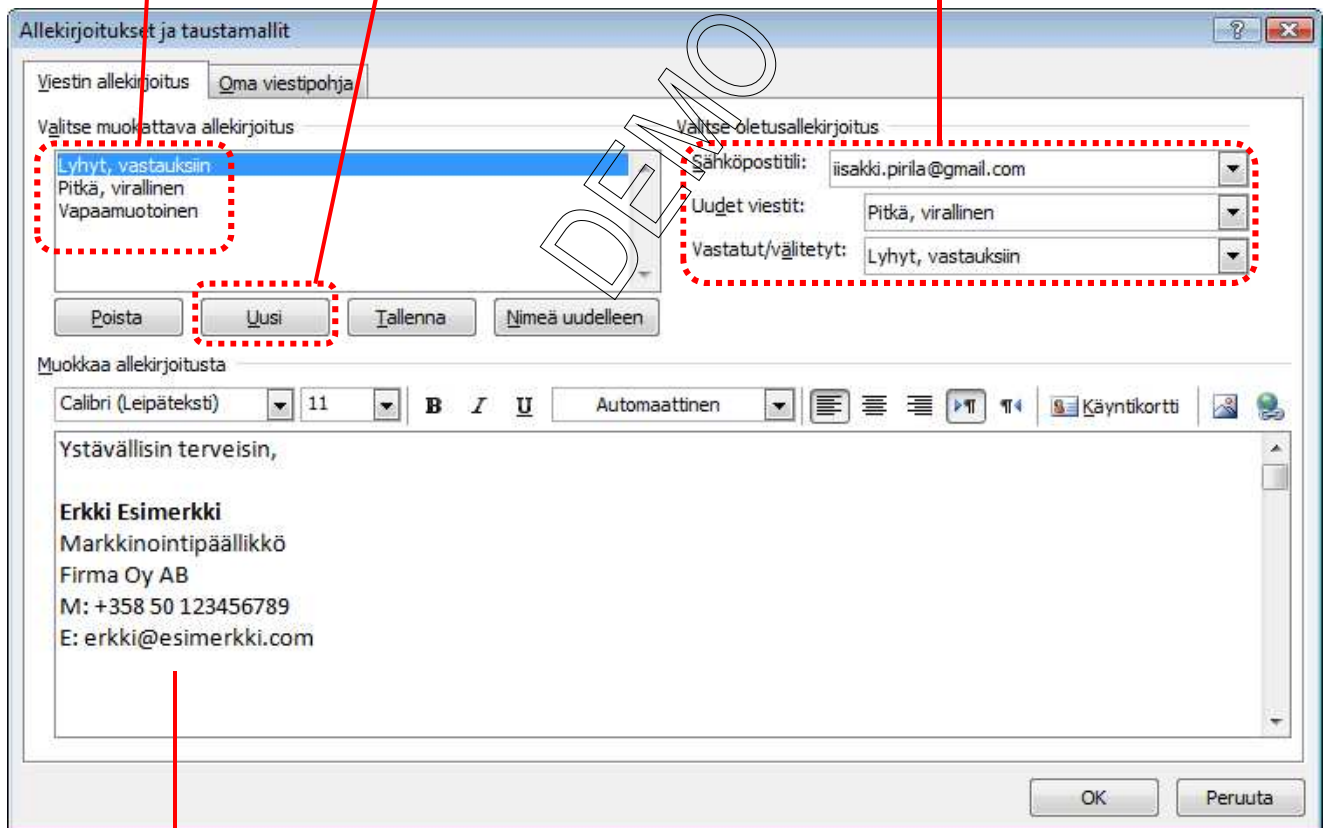 Allekirjoitukset ja taustamallit
Viestin allekirjoitus
Oma viestipohja
Valitse muokattava allekirjoitus
Lyhyt, vastauksiin
Pitkä, virallinen
Vapaamuotoinen
Poista
Uusi
Tallenna
Nimeä uudelleen
Valitse oletusallekirjoitus
Sähköpostitili: iisakki.pirila@gmail.com
Uudet viestit: Pitkä, virallinen
Vastatut/välitetyt: Lyhyt, vastauksiin
DEMO
Muokkaa allekirjoitusta
Calibri (Leipäteksti) 11 B I U Automaattinen Käyntikortti
Ystävällisin terveisin,
Erkki Esimerkki
Markkinointipäällikkö
Firma Oy AB
M: +358 50 123456789
E: erkki@esimerkki.com
OK
Peruuta